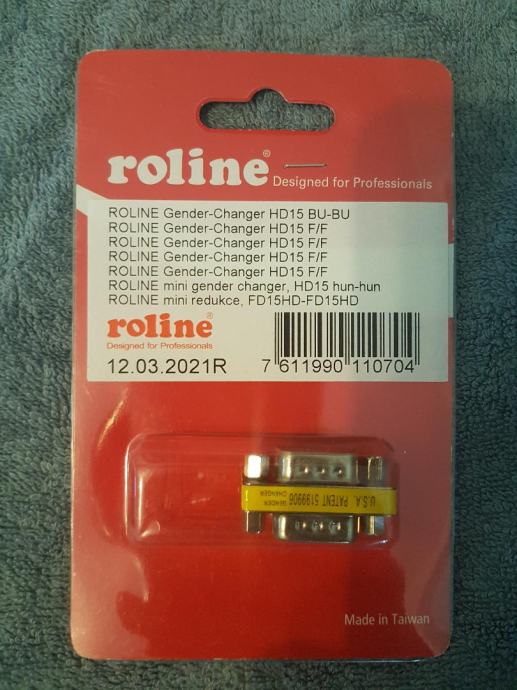 roline®
Designed for Professionals
ROLINE Gender-Changer HD15 BU-BU
ROLINE Gender-Changer HD15 F/F
ROLINE Gender-Changer HD15 F/F
ROLINE Gender-Changer HD15 F/F
ROLINE Gender-Changer HD15 F/F
ROLINE mini gender changer, HD15 hun-hun
ROLINE mini redukce, FD15HD-FD15HD
roline®
Designed for Professionals
12.03.2021R
7 611990 110704
U.S.A. PATENT 5199906
GENDER
CHANGER
Made in Taiwan